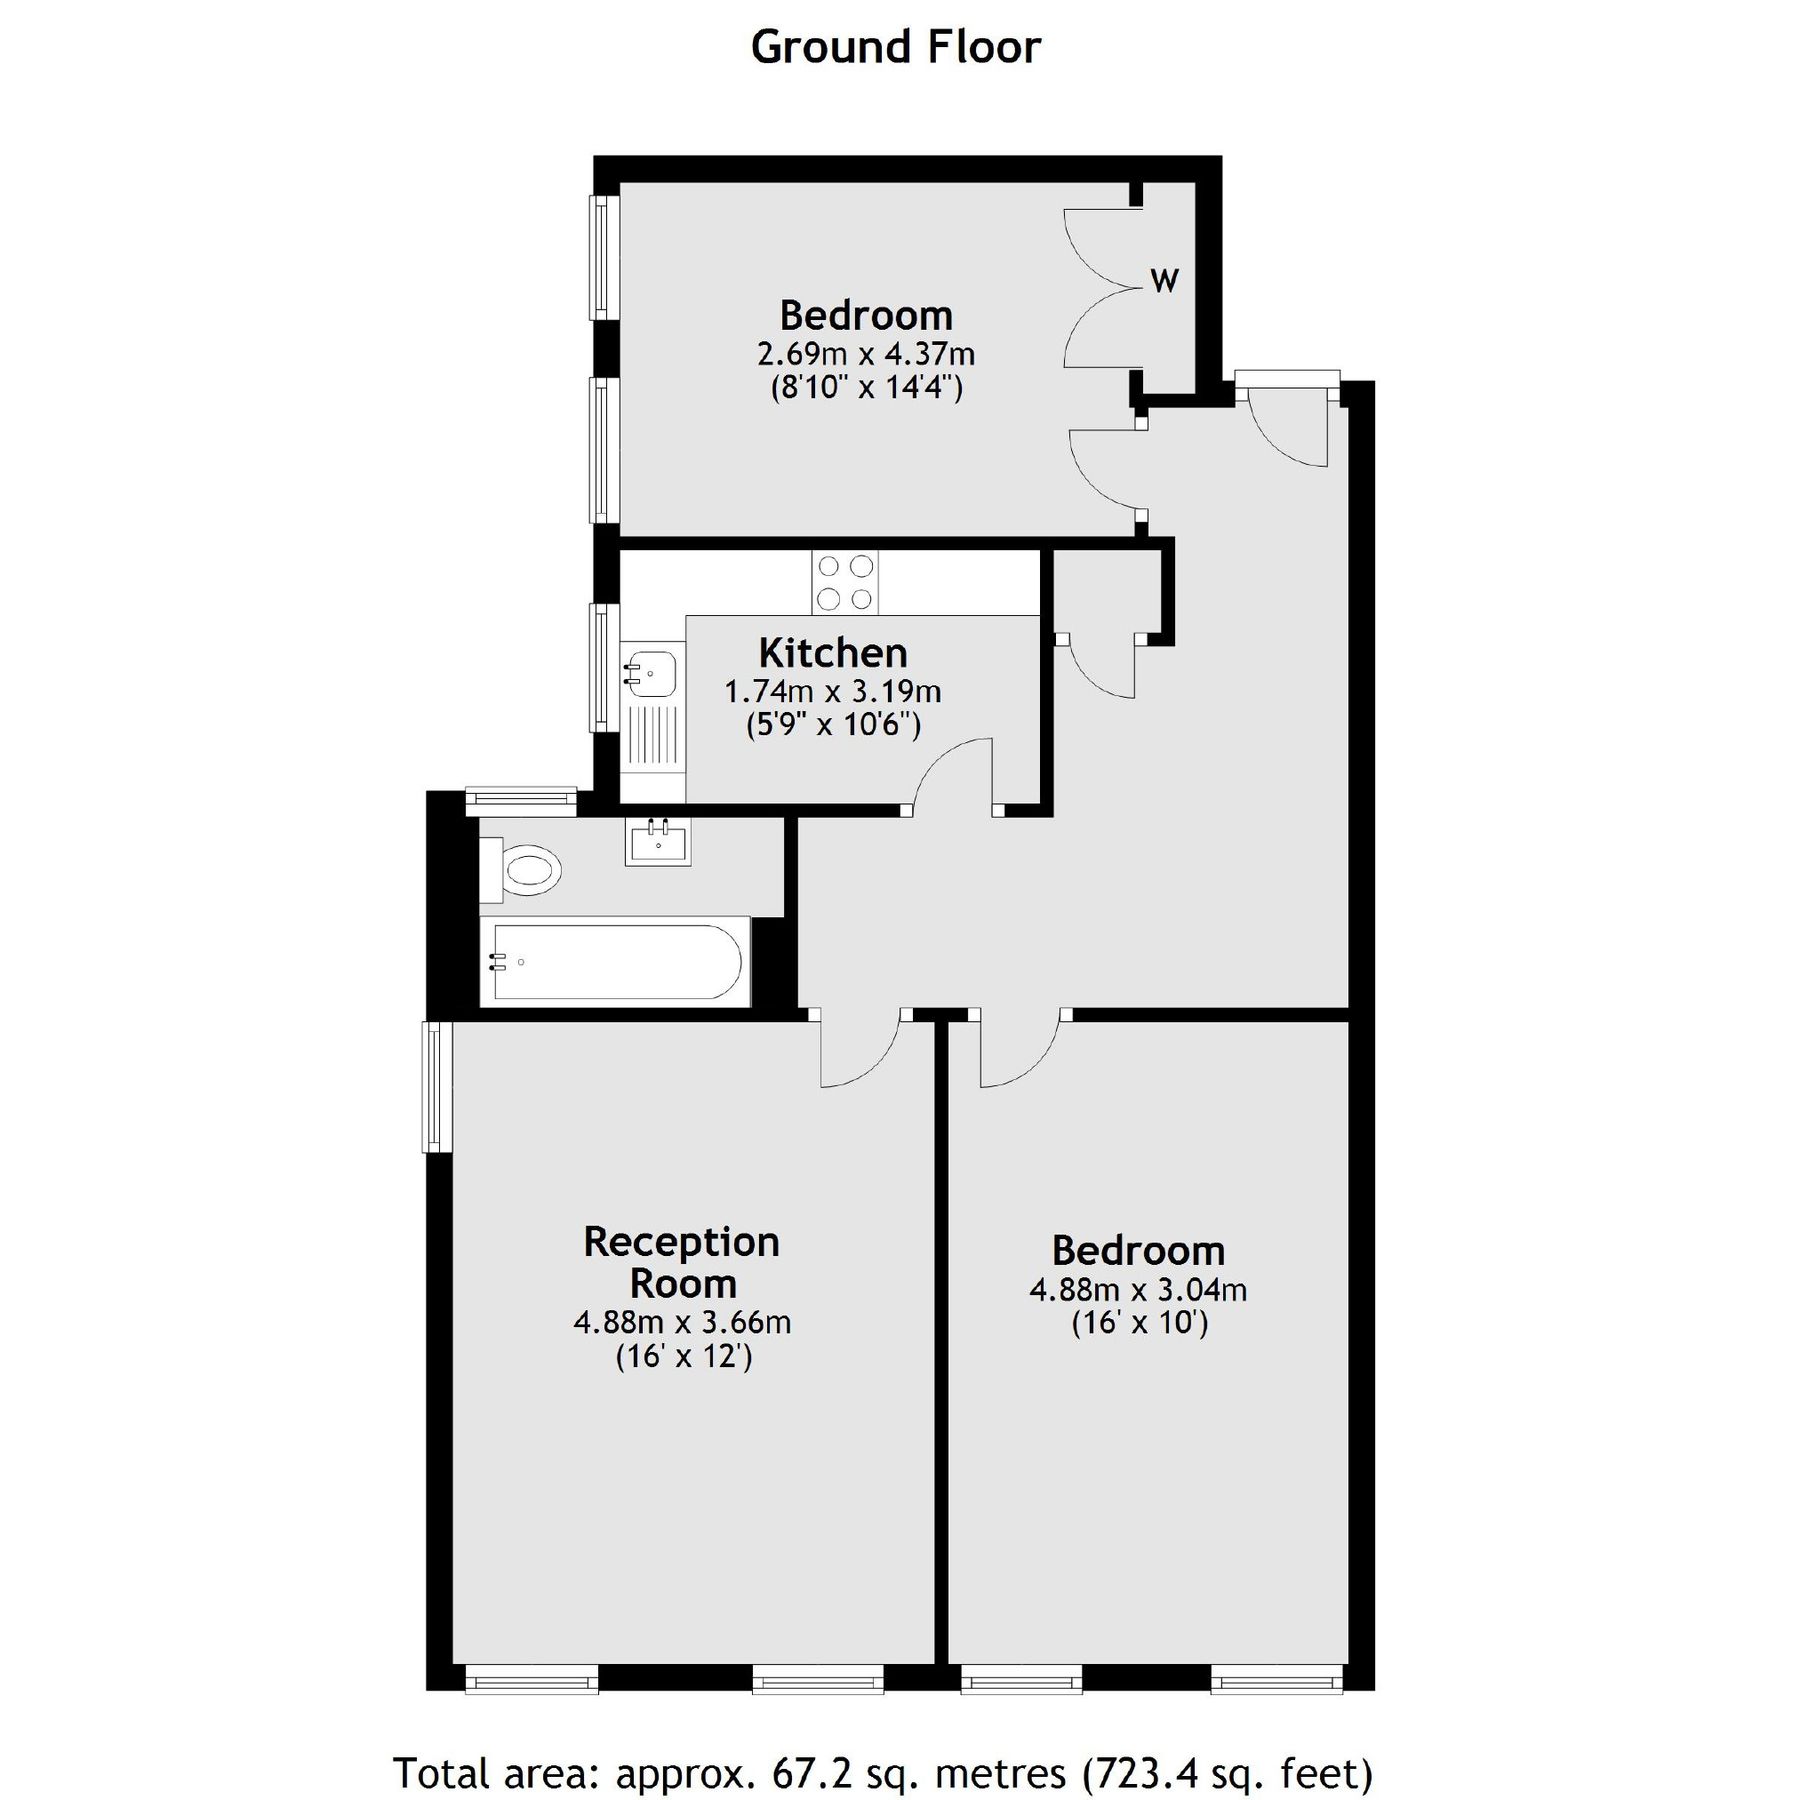 Ground Floor
W
Bedroom
2.69m x 4.37m
(8'10" x 14'4")
Kitchen
1.74m x 3.19m
(5'9" x 10'6")
Reception
Room
4.88m x 3.66m
(16' x 12')
Bedroom
4.88m x 3.04m
(16' x 10')
Total area: approx. 67.2 sq. metres (723.4 sq. feet)